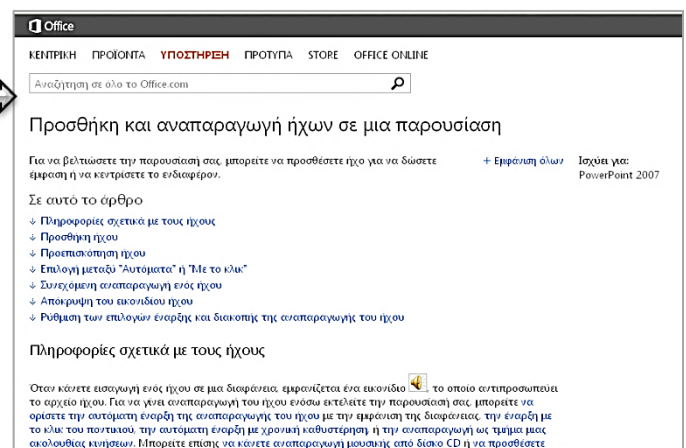 Office
ΚΕΝΤΡΙΚΗ ΠΡΟΪΟΝΤΑ ΥΠΟΣΤΗΡΙΞΗ ΠΡΟΤΥΠΑ STORE OFFICE ONLINE
Αναζήτηση σε όλο το Office.com
Προσθήκη και αναπαραγωγή ήχων σε μια παρουσίαση
Για να βελτιώσετε την παρουσίασή σας, μπορείτε να προσθέσετε ήχο για να δώσετε
έμφαση ή να κεντρίσετε το ενδιαφέρον.
+ Εμφάνιση όλων
Ισχύει για:
PowerPoint 2007
Σε αυτό το άρθρο
↓ Πληροφορίες σχετικά με τους ήχους
↓ Προσθήκη ήχου
↓ Προεπισκόπηση ήχου
↓ Επιλογή μεταξύ "Αυτόματα" ή "Με το κλικ"
↓ Συνεχόμενη αναπαραγωγή ενός ήχου
↓ Απόκρυψη του εικονιδίου ήχου
↓ Ρύθμιση των επιλογών έναρξης και διακοπής της αναπαραγωγής του ήχου
Πληροφορίες σχετικά με τους ήχους
Όταν κάνετε εισαγωγή ενός ήχου σε μια διαφάνεια, εμφανίζεται ένα εικονίδιο , το οποίο αντιπροσωπεύει
το αρχείο ήχου. Για να γίνει αναπαραγωγή του ήχου ενόσω εκτελείτε την παρουσίασή σας, μπορείτε να
ορίσετε την αυτόματη έναρξη της αναπαραγωγής του ήχου με την εμφάνιση της διαφάνειας, την έναρξη με
το κλικ του ποντικιού, την αυτόματη έναρξη με χρονική καθυστέρηση, ή την αναπαραγωγή ως τμήμα μιας
ακολουθίας κινήσεων. Μπορείτε επίσης να κάνετε αναπαραγωγή μουσικής από δίσκο CD ή να προσθέσετε